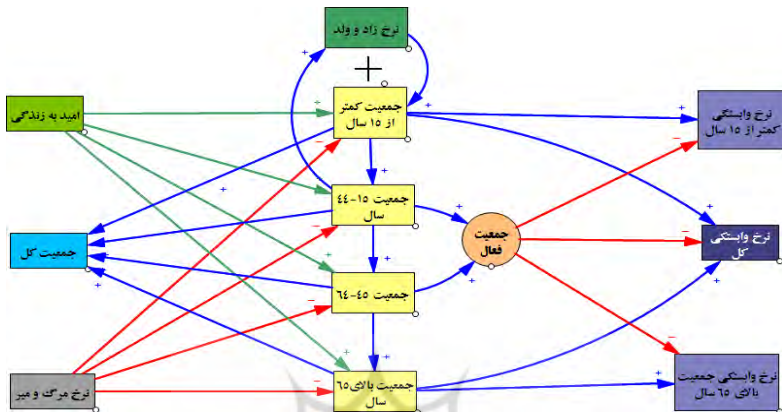 نرخ زاد و ولد
+
+
+
امید به زندگی
جمعیت کمتر
از ۱۵ سال
+
+
+
-
نرخ وابستگی
کمتر از ۱۵ سال
-
+
+
جمعیت ۱۵-۴۴
سال
+
-
+
جمعیت
فعال
-
+
نرخ وابستگی
کل
جمعیت کل
+
+
جمعیت ۴۵-۶۴
-
+
+
+
+
-
نرخ مرگ و میر
-
جمعیت بالای۶۵
سال
+
نرخ وابستگی جمعیت
بالای ۶۵ سال